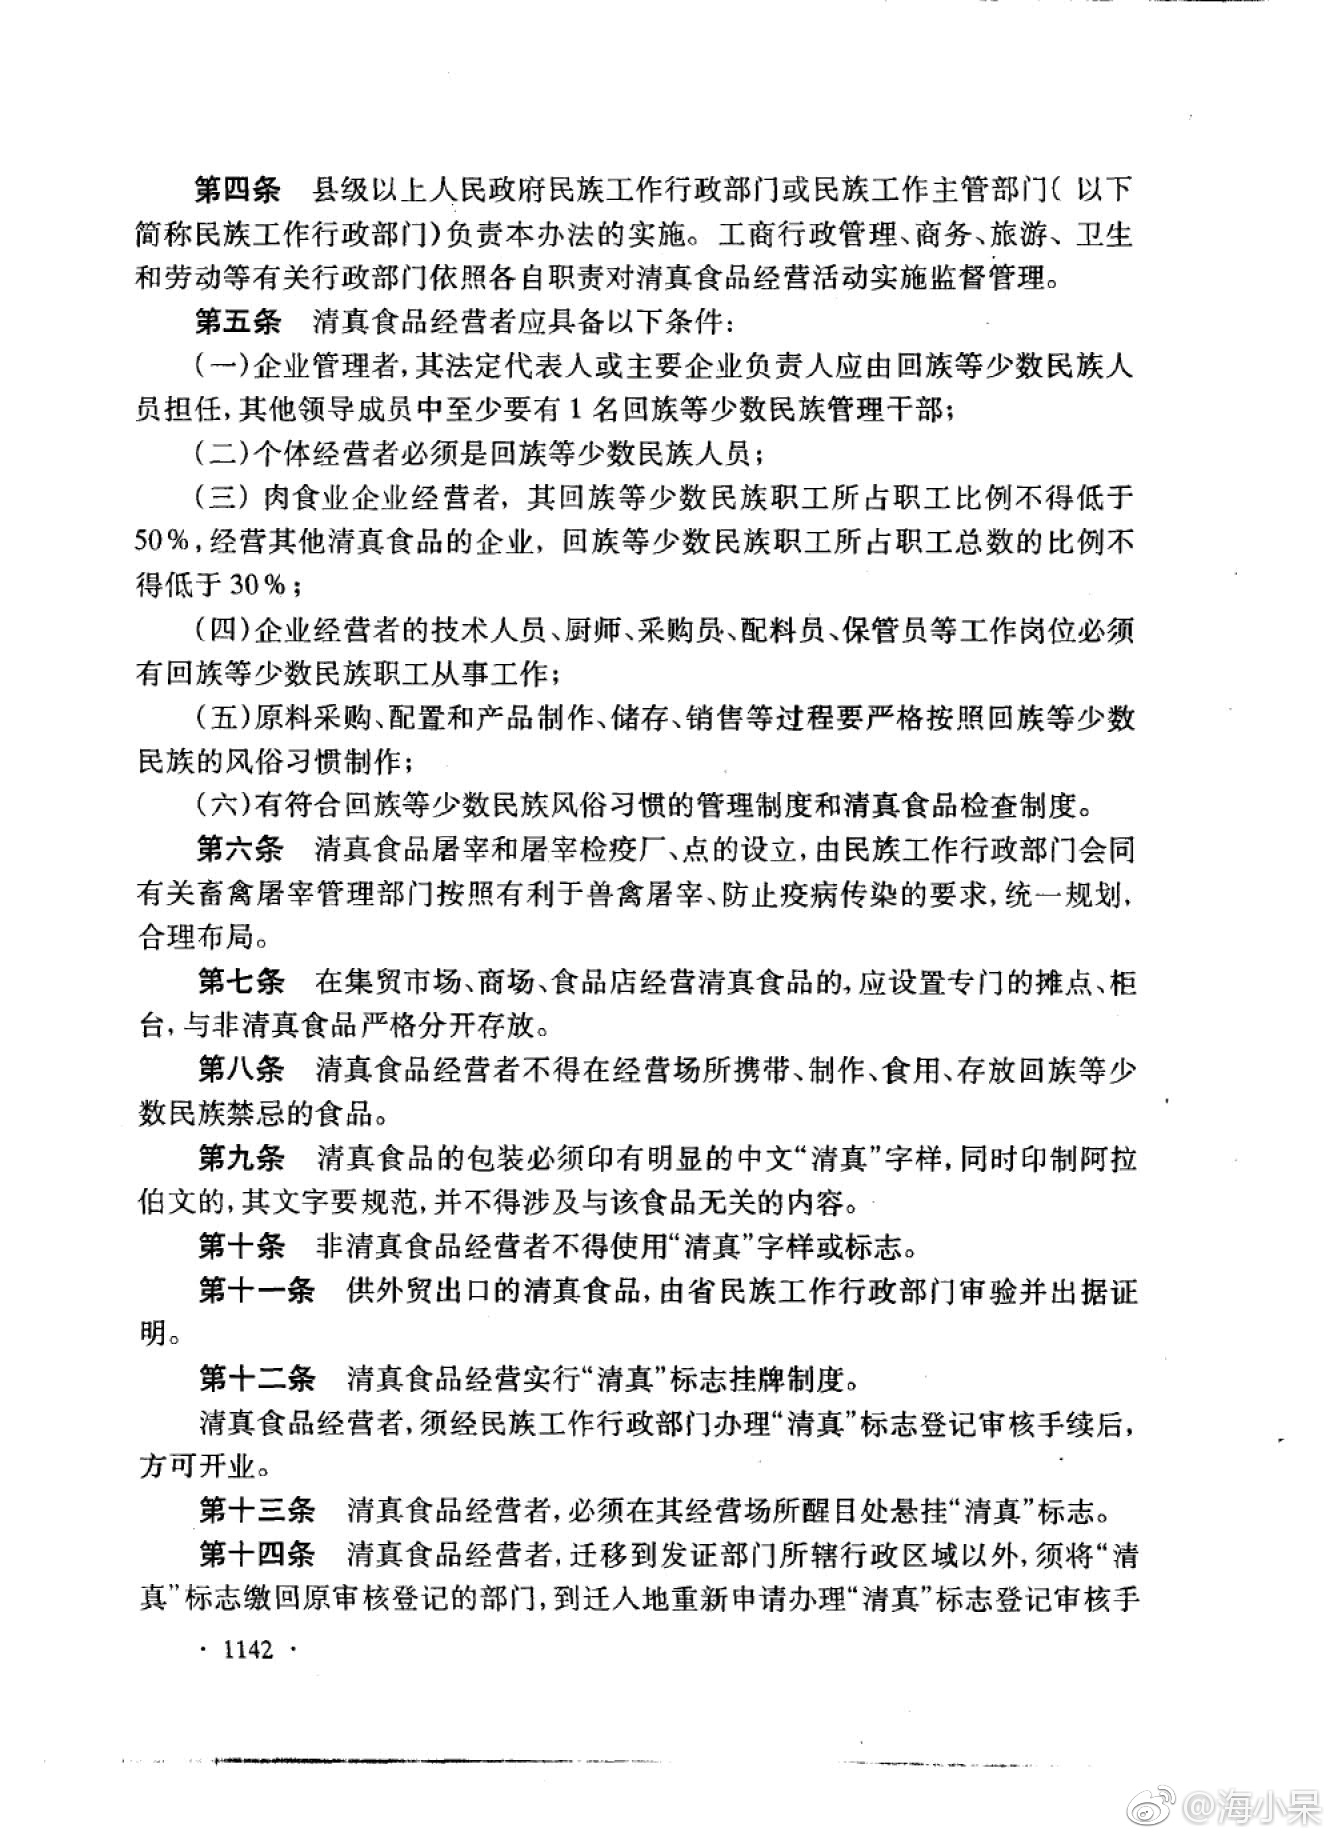 第四条 县级以上人民政府民族工作行政部门或民族工作主管部门( 以下
简称民族工作行政部门)负责本办法的实施。工商行政管理、商务、旅游、卫生
和劳动等有关行政部门依照各自职责对清真食品经营活动实施监督管理。
第五条 清真食品经营者应具备以下条件:
(一)企业管理者,其法定代表人或主要企业负责人应由回族等少数民族人
员担任,其他领导成员中至少要有1名回族等少数民族管理干部;
(二)个体经营者必须是回族等少数民族人员;
(三)肉食业企业经营者,其回族等少数民族职工所占职工比例不得低于
50%,经营其他清真食品的企业,回族等少数民族职工所占职工总数的比例不
得低于30%;
(四)企业经营者的技术人员、厨师、采购员、配料员、保管员等工作岗位必须
有回族等少数民族职工从事工作;
(五)原料采购、配置和产品制作、储存、销售等过程要严格按照回族等少数
民族的风俗习惯制作;
(六)有符合回族等少数民族风俗习惯的管理制度和清真食品检查制度。
第六条 清真食品屠宰和屠宰检疫厂、点的设立,由民族工作行政部门会同
有关畜禽屠宰管理部门按照有利于兽禽屠宰、防止疫病传染的要求,统一规划,
合理布局。
第七条 在集贸市场、商场、食品店经营清真食品的,应设置专门的摊点、柜
台,与非清真食品严格分开存放。
第八条 清真食品经营者不得在经营场所携带、制作、食用、存放回族等少
数民族禁忌的食品。
第九条 清真食品的包装必须印有明显的中文“清真”字样,同时印制阿拉
伯文的,其文字要规范,并不得涉及与该食品无关的内容。
第十条 非清真食品经营者不得使用“清真”字样或标志。
第十一条 供外贸出口的清真食品,由省民族工作行政部门审验并出据证
明。
第十二条 清真食品经营实行“清真”标志挂牌制度。
清真食品经营者,须经民族工作行政部门办理“清真”标志登记审核手续后,
方可开业。
第十三条 清真食品经营者,必须在其经营场所醒目处悬挂“清真”标志。
第十四条 清真食品经营者,迁移到发证部门所辖行政区域以外,须将“清
真”标志缴回原审核登记的部门,到迁入地重新申请办理“清真”标志登记审核手
· 1142 ·
@海小呆